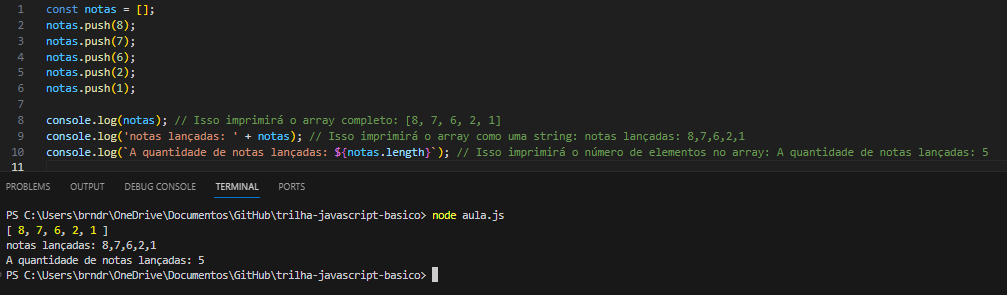 1 const notas = [];
2 notas.push(8);
3 notas.push(7);
4 notas.push(6);
5 notas.push(2);
6 notas.push(1);
7
8 console.log(notas); // Isso imprimirá o array completo: [8, 7, 6, 2, 1]
9 console.log('notas lançadas: ' + notas); // Isso imprimirá o array como uma string: notas lançadas: 8,7,6,2,1
10 console.log(`A quantidade de notas lançadas: ${notas.length}`); // Isso imprimirá o número de elementos no array: A quantidade de notas lançadas: 5
11
PROBLEMS OUTPUT DEBUG CONSOLE TERMINAL PORTS
PS C:\Users\brndr\OneDrive\Documentos\GitHub\trilha-javascript-basico> node aula.js
[ 8, 7, 6, 2, 1 ]
notas lançadas: 8,7,6,2,1
A quantidade de notas lançadas: 5
PS C:\Users\brndr\OneDrive\Documentos\GitHub\trilha-javascript-basico>